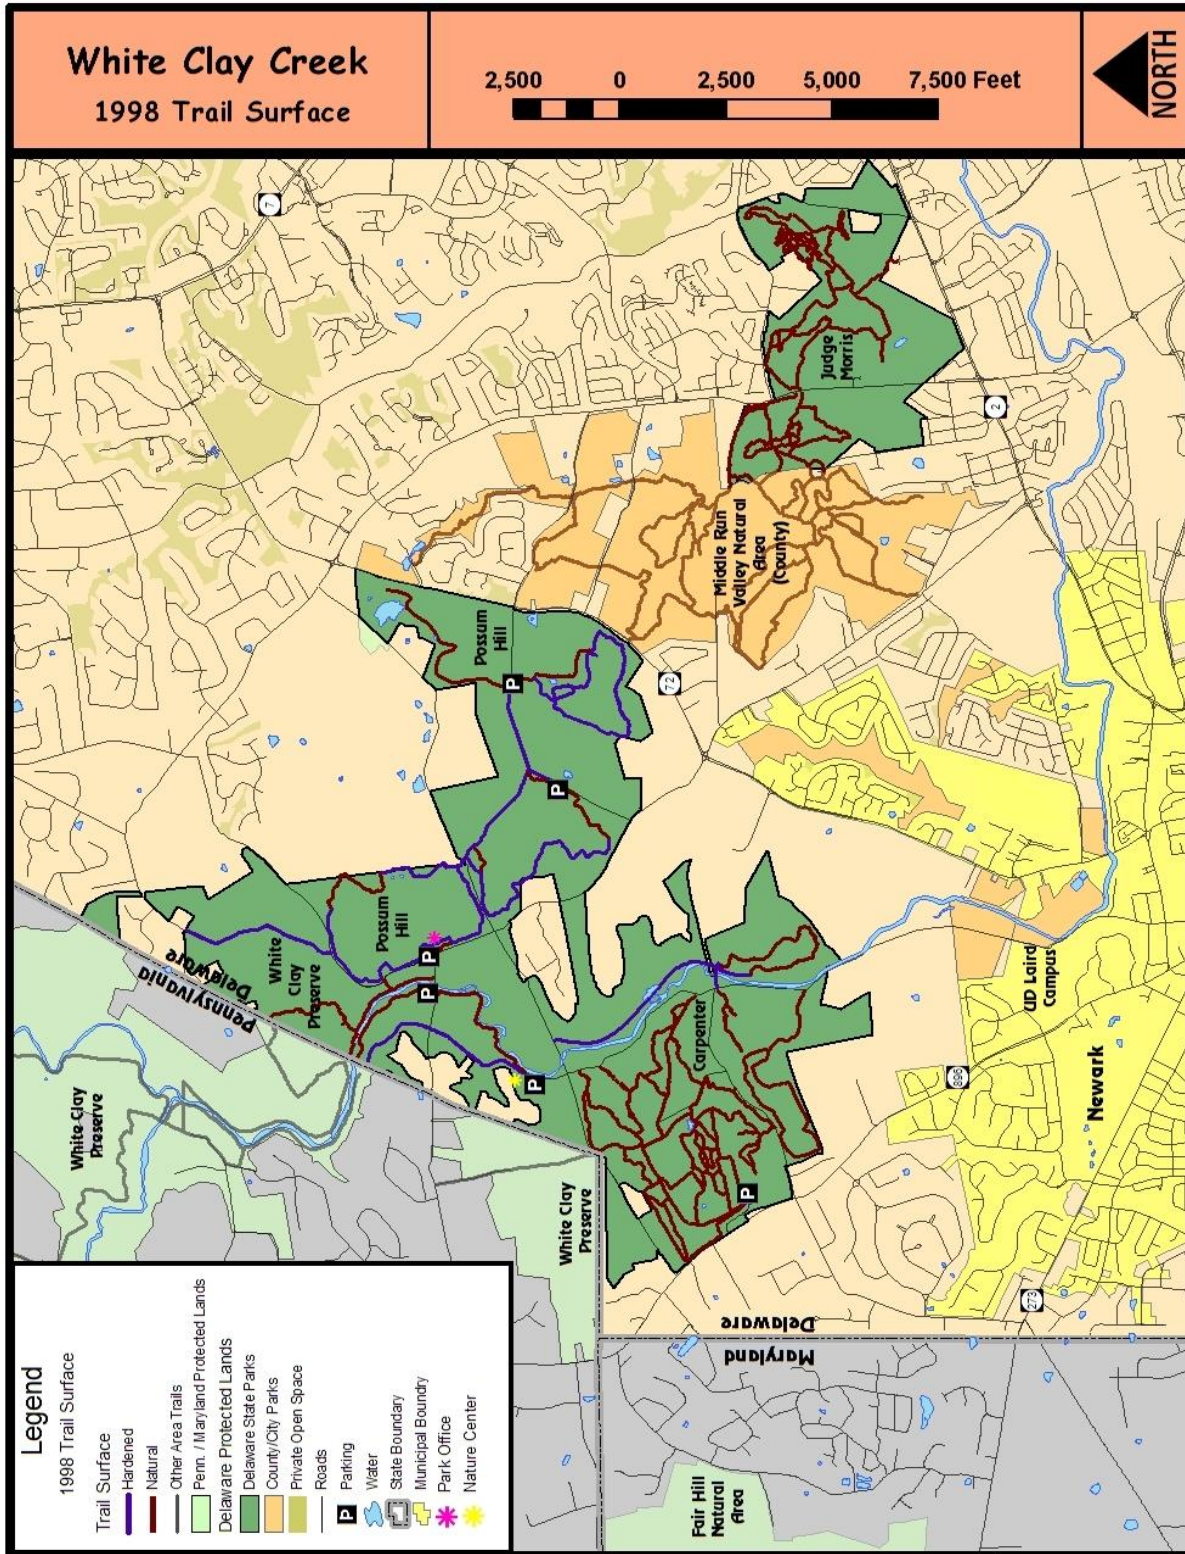 White Clay Creek
1998 Trail Surface
2,500 0 2,500 5,000 7,500 Feet
NORTH
Legend
1998 Trail Surface
Trail Surface
Hardened
Natural
Other Area Trails
Penn. / Maryland Protected Lands
Delaware Protected Lands
Delaware State Parks
County/City Parks
Private Open Space
Roads
P Parking
Water
State Boundary
Municipal Boundry
Park Office
Nature Center
White Clay
Preserve
Pennsylvania
Delaware
White
Clay
Preserve
Possum
Hill
P
P
P
Possum
Hill
P
P
7
72
Middle Run
Valley Natural
Area
(County)
Judge
Morris
2
White Clay
Preserve
Carpenter
P
UD Laird
Campus
896
Newark
273
Delaware
Maryland
Fair Hill
Natural
Area